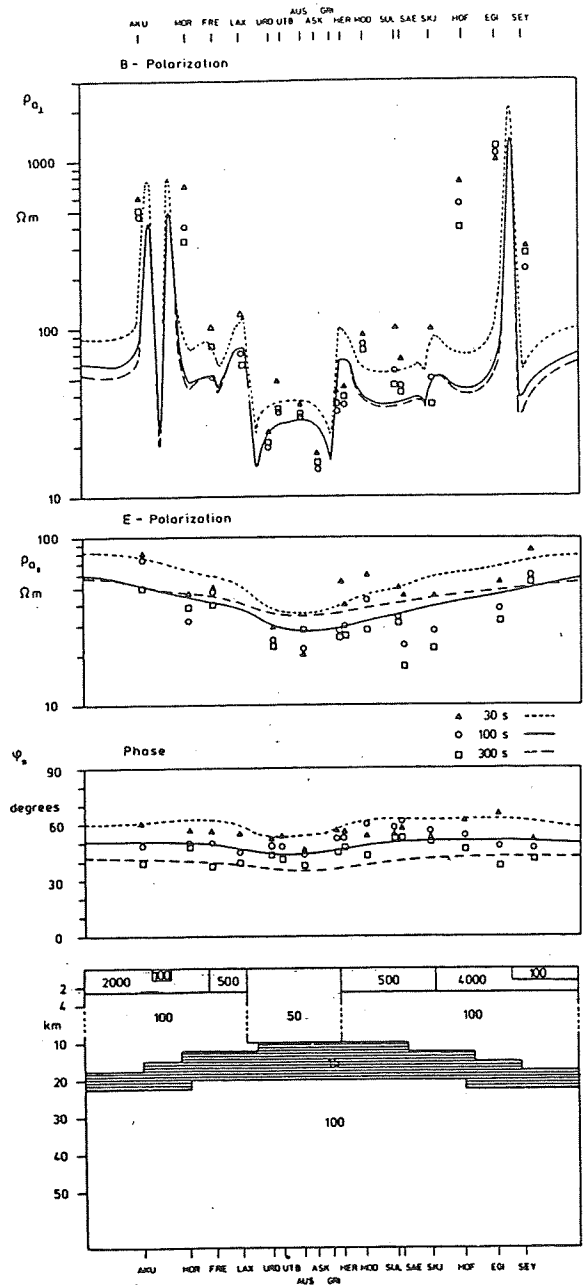 AUS GRI
AKU HOR FRE LAX URD UTB ASK HER MOD SUL SAE SKJ HOF EGI SEY
B - Polarization
ρa⊥
1000
Ωm
100
10
E - Polarization
100
ρa
Ωm
10
△ 30 s
○ 100 s
□ 300 s
Phase
φ
90
degrees
60
30
0
2000 100 500 500 4000 100
2
4
km
100 50 100
10
20
30
100
40
50
AKU HOR FRE LAX URD UTB ASK HER MOD SUL SAE SKJ HOF EGI SEY
AUS GRI